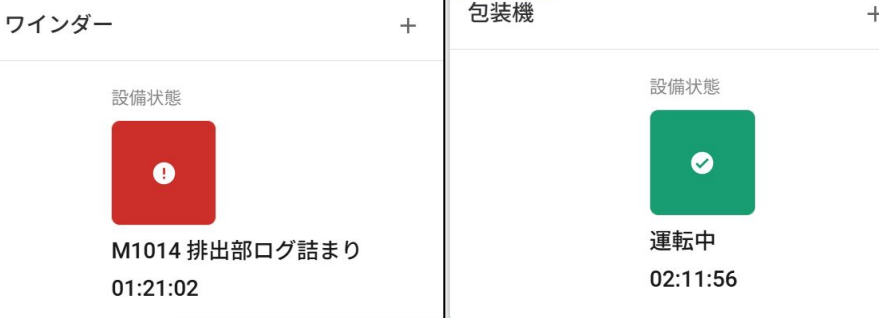 ワインダー
+
設備状態
M1014 排出部ログ詰まり
01:21:02
包装機
+
設備状態
運転中
02:11:56